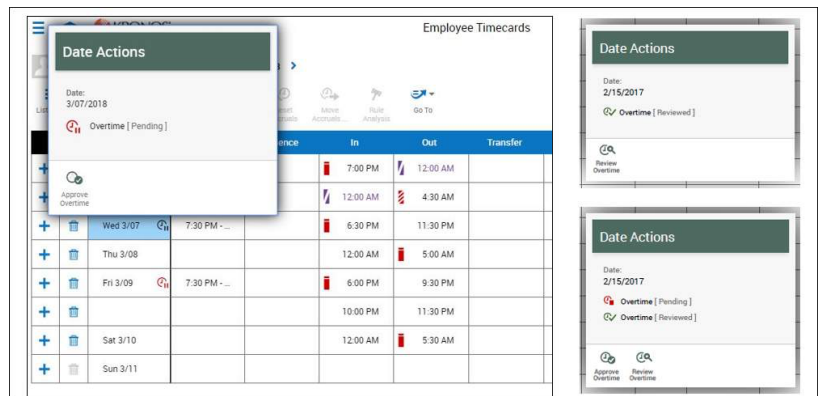 KRONOS
Employee Timecards
Date Actions
Date:
3/07/2018
Overtime [ Pending ]
Approve
Overtime
List
Move
Accruals...
Rule
Analysis
Go To
In
Out
Transfer
7:00 PM
12:00 AM
12:00 AM
4:30 AM
Wed 3/07
7:30 PM - ...
6:30 PM
11:30 PM
Thu 3/08
12:00 AM
5:00 AM
Fri 3/09
7:30 PM - ...
6:00 PM
9:30 PM
10:00 PM
11:30 PM
Sat 3/10
12:00 AM
5:30 AM
Sun 3/11
Date Actions
Date:
2/15/2017
Overtime [ Reviewed ]
Review
Overtime
Date Actions
Date:
2/15/2017
Overtime [ Pending ]
Overtime [ Reviewed ]
Approve
Overtime
Review
Overtime